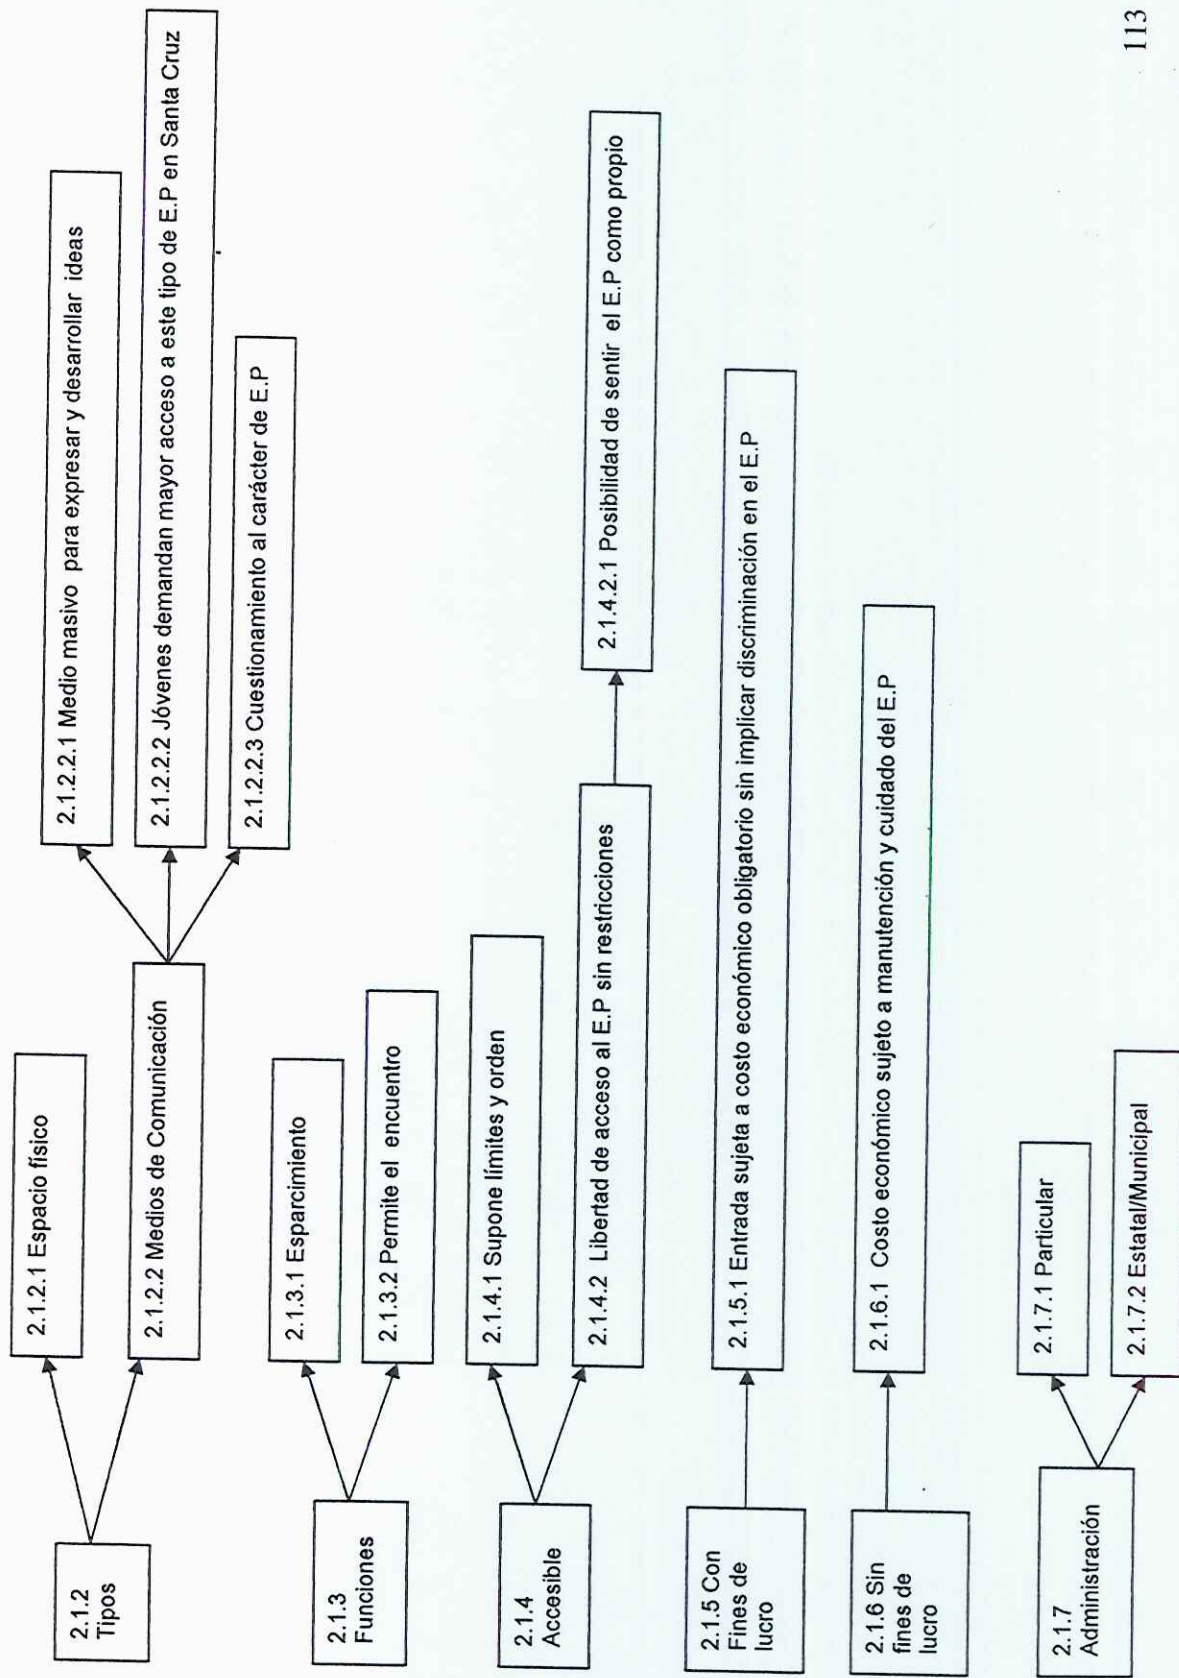 2.1.2
Tipos
2.1.2.1 Espacio físico
2.1.2.2 Medios de Comunicación
2.1.2.2.1 Medio masivo para expresar y desarrollar ideas
2.1.2.2.2 Jóvenes demandan mayor acceso a este tipo de E.P en Santa Cruz
2.1.2.2.3 Cuestionamiento al carácter de E.P
2.1.3
Funciones
2.1.3.1 Esparcimiento
2.1.3.2 Permite el encuentro
2.1.4
Accesible
2.1.4.1 Supone límites y orden
2.1.4.2 Libertad de acceso al E.P sin restricciones
2.1.4.2.1 Posibilidad de sentir el E.P como propio
2.1.5 Con
Fines de
lucro
2.1.5.1 Entrada sujeta a costo económico obligatorio sin implicar discriminación en el E.P
2.1.6 Sin
fines de
lucro
2.1.6.1 Costo económico sujeto a manutención y cuidado del E.P
2.1.7
Administración
2.1.7.1 Particular
2.1.7.2 Estatal/Municipal
113